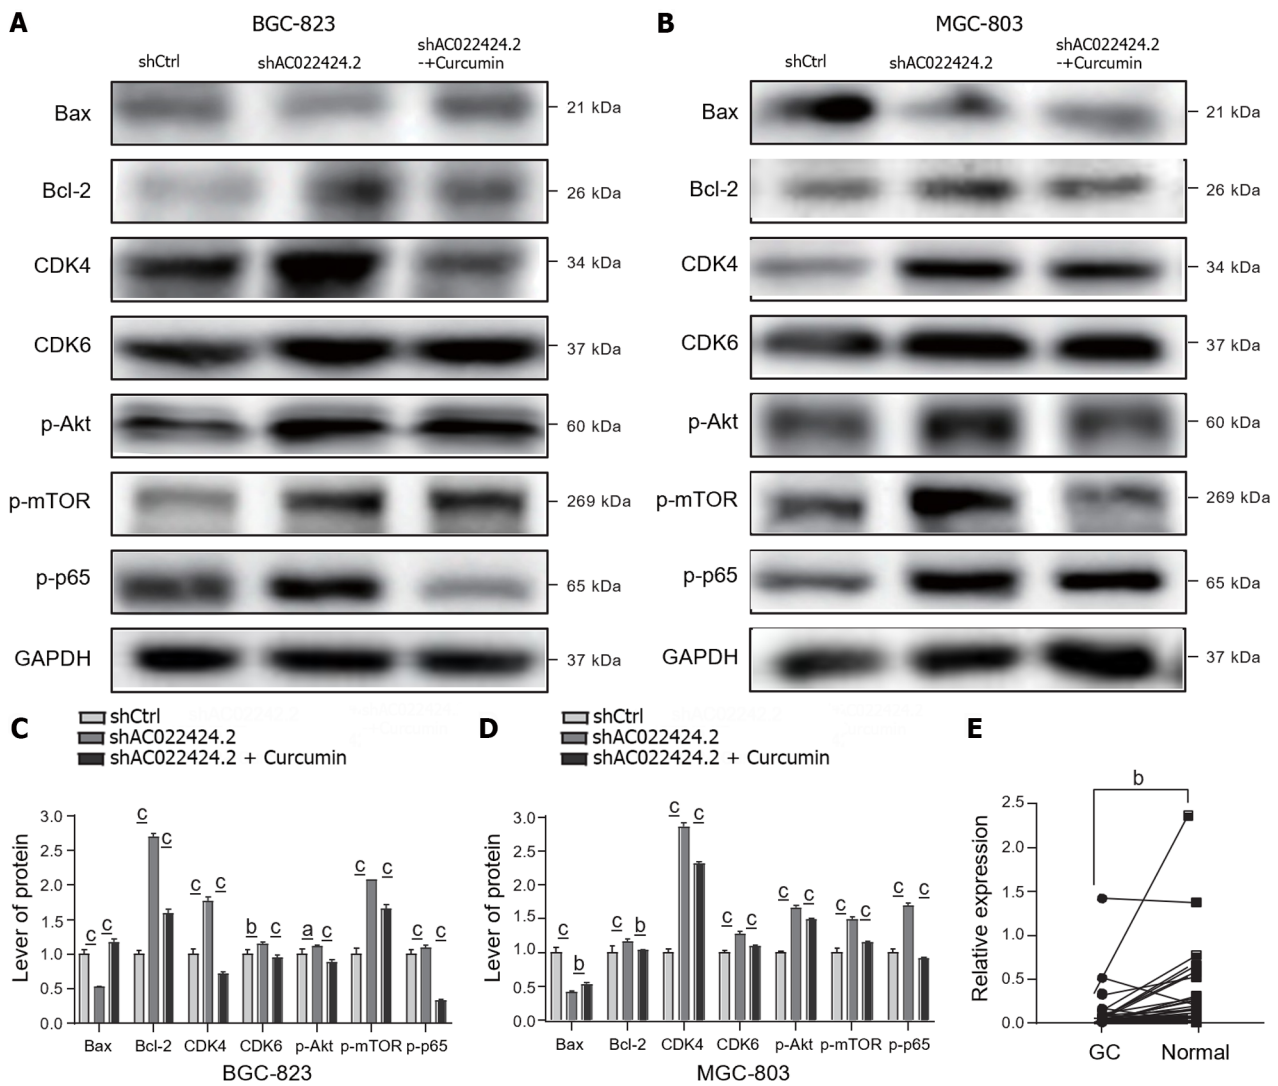 A
BGC-823
shCtrl
shAC022424.2
shAC022424.2
-+Curcumin
Bax
21 kDa
Bcl-2
26 kDa
CDK4
34 kDa
CDK6
37 kDa
p-Akt
60 kDa
p-mTOR
269 kDa
p-p65
65 kDa
GAPDH
37 kDa
B
MGC-803
shCtrl
shAC022424.2
shAC022424.2
-+Curcumin
Bax
21 kDa
Bcl-2
26 kDa
CDK4
34 kDa
CDK6
37 kDa
p-Akt
60 kDa
p-mTOR
269 kDa
p-p65
65 kDa
GAPDH
37 kDa
C
shCtrl
shAC022424.2
shAC022424.2 + Curcumin
Lever of protein
3.0
2.5
2.0
1.5
1.0
0.5
0.0
c c
c c
c c
b c
a c
c c
c c
Bax Bcl-2 CDK4 CDK6 p-Akt p-mTOR p-p65
BGC-823
D
shCtrl
shAC022424.2
shAC022424.2 + Curcumin
Lever of protein
3.0
2.5
2.0
1.5
1.0
0.5
0.0
c b
c b
c c
c c
c c
c c
c c
Bax Bcl-2 CDK4 CDK6 p-Akt p-mTOR p-p65
MGC-803
E
b
Relative expression
2.5
2.0
1.5
1.0
0.5
0
GC Normal